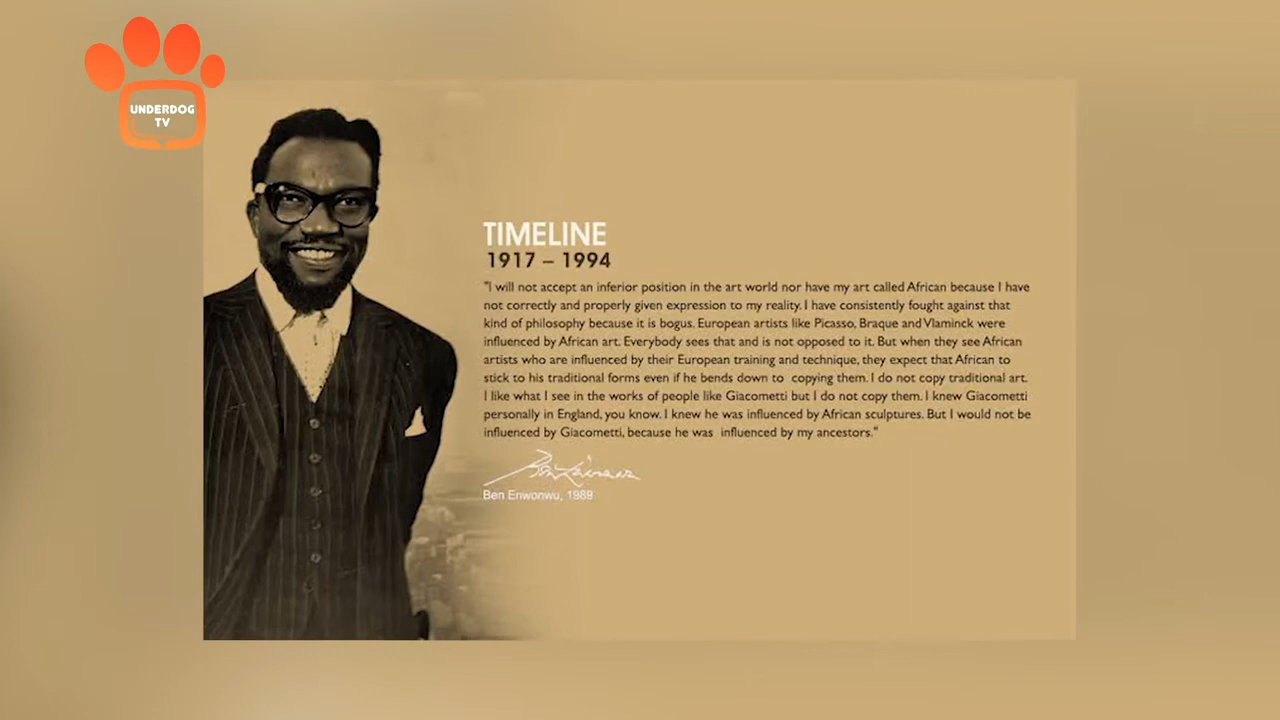 UNDERDOG
TV
TIMELINE
1917 – 1994
"I will not accept an inferior position in the art world nor have my art called African because I have
not correctly and properly given expression to my reality. I have consistently fought against that
kind of philosophy because it is bogus. European artists like Picasso, Braque and Vlaminck were
influenced by African art. Everybody sees that and is not opposed to it. But when they see African
artists who are influenced by their European training and technique, they expect that African to
stick to his traditional forms even if he bends down to copying them. I do not copy traditional art.
I like what I see in the works of people like Giacometti but I do not copy them. I knew Giacometti
personally in England, you know. I knew he was influenced by African sculptures. But I would not be
influenced by Giacometti, because he was influenced by my ancestors."
Ben Enwonwu, 1989